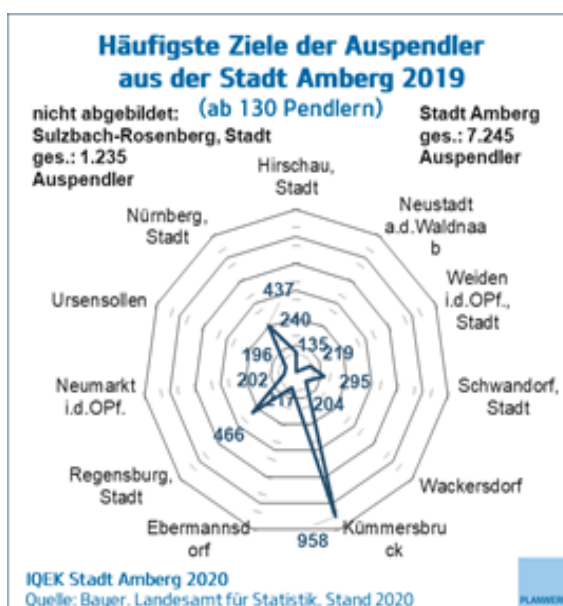 Häufigste Ziele der Auspendler
aus der Stadt Amberg 2019
(ab 130 Pendlern)
nicht abgebildet:
Sulzbach-Rosenberg, Stadt
ges.: 1.235
Auspendler
Stadt Amberg
ges.: 7.245
Auspendler
Hirschau,
Stadt
Neustadt
a.d.Waldnaa
b
Weiden
i.d.OPf.,
Stadt
Schwandorf,
Stadt
Wackersdorf
Kümmersbru
ck
Ebermannsd
orf
Regensburg,
Stadt
Neumarkt
i.d.OPf.
Ursensollen
Nürnberg,
Stadt
437
240
135
219
196
295
202
204
217
466
958
IQEK Stadt Amberg 2020
Quelle: Bayer. Landesamt für Statistik, Stand 2020
PLANWERK